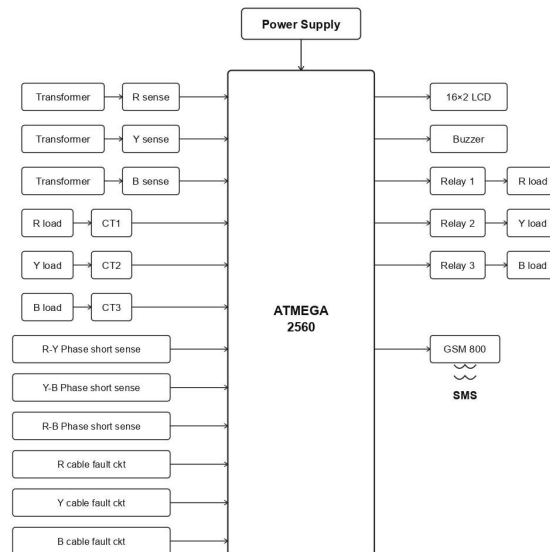 Power Supply
Transformer
R sense
16×2 LCD
Transformer
Y sense
Buzzer
Transformer
B sense
Relay 1
R load
R load
CT1
Relay 2
Y load
Y load
CT2
Relay 3
B load
B load
CT3
ATMEGA
2560
R-Y Phase short sense
GSM 800
Y-B Phase short sense
SMS
R-B Phase short sense
R cable fault ckt
Y cable fault ckt
B cable fault ckt